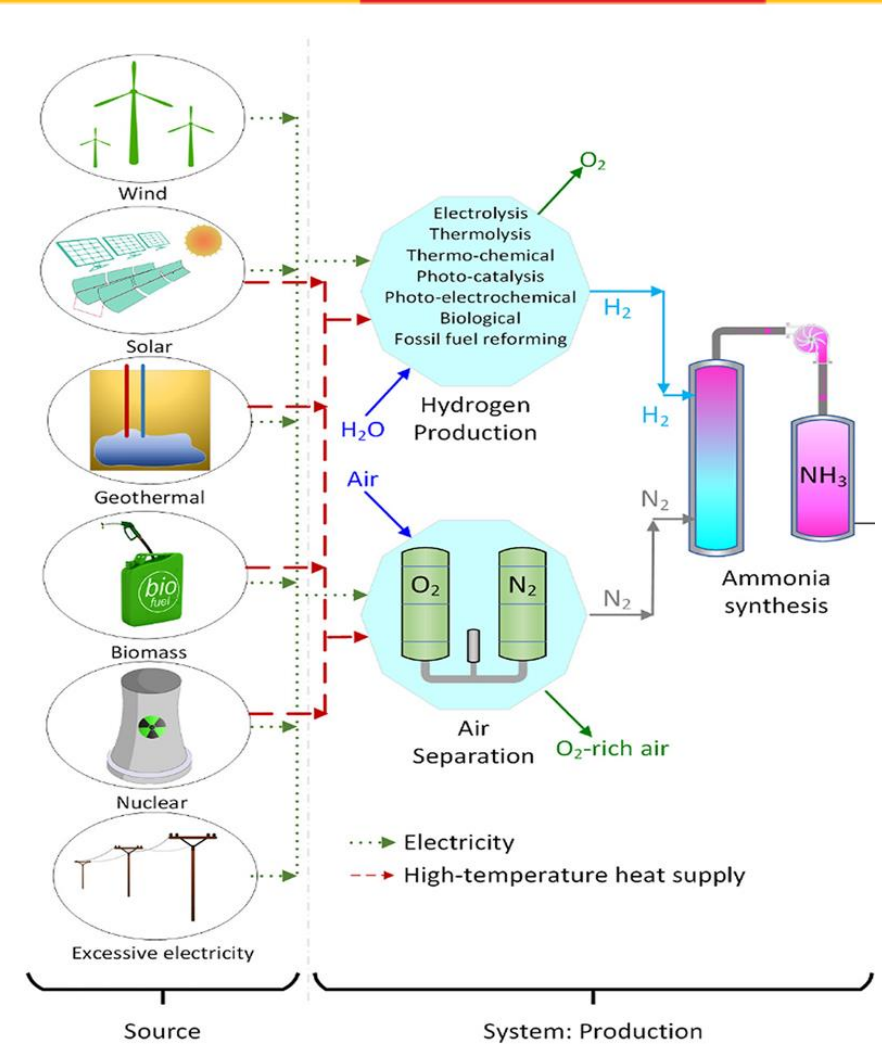 Wind
Solar
Geothermal
bio
fuel
Biomass
Nuclear
Excessive electricity
Source
O₂
Electrolysis
Thermolysis
Thermo-chemical
Photo-catalysis
Photo-electrochemical
Biological
Fossil fuel reforming
H₂O
Hydrogen
Production
H₂
H₂
Air
O₂ N₂
Air
Separation
O₂-rich air
N₂
N₂
NH₃
Ammonia
synthesis
Electricity
High-temperature heat supply
System: Production